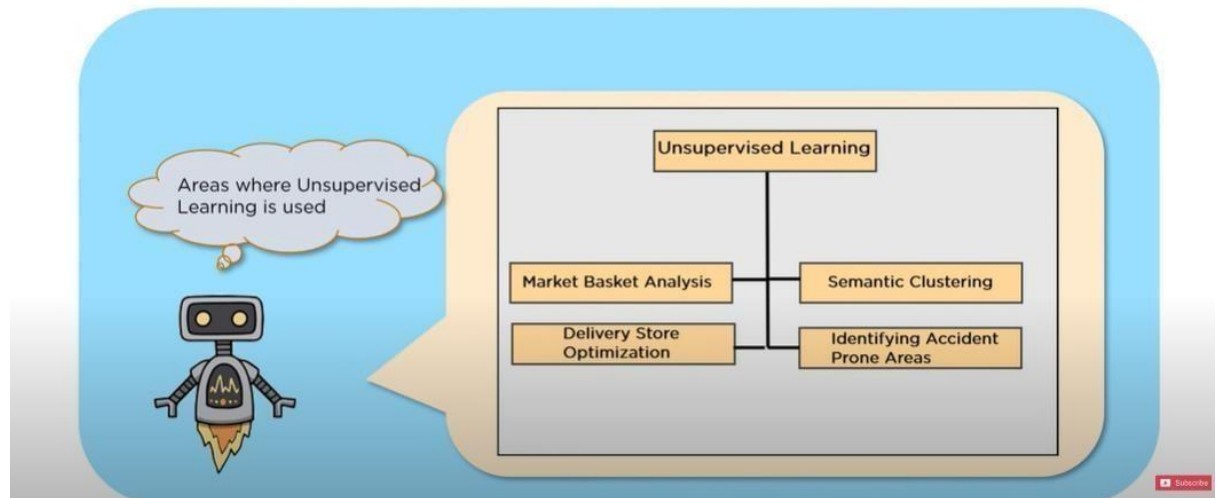 Areas where Unsupervised
Learning is used
Unsupervised Learning
Market Basket Analysis
Semantic Clustering
Delivery Store
Optimization
Identifying Accident
Prone Areas
Subscribe